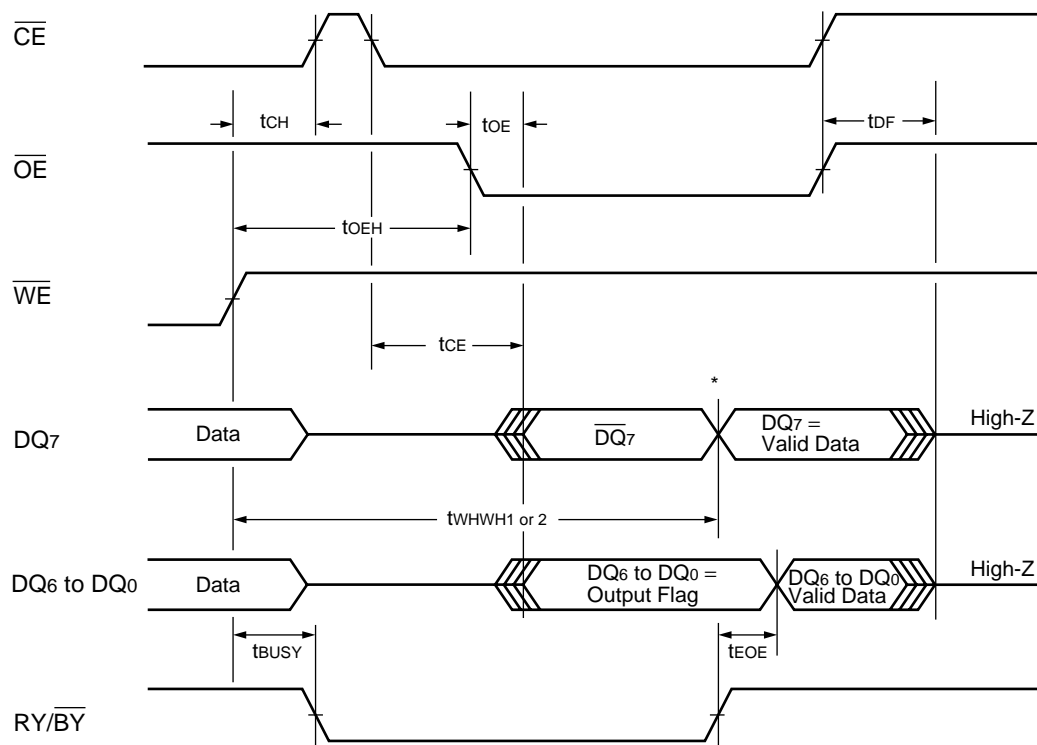 CE
tCH
tOE
tDF
OE
tOEH
WE
tCE
*
DQ7
Data
DQ7
DQ7 =
Valid Data
High-Z
tWHWH1 or 2
DQ6 to DQ0
Data
DQ6 to DQ0 =
Output Flag
DQ6 to DQ0
Valid Data
High-Z
tBUSY
tEOE
RY/BY